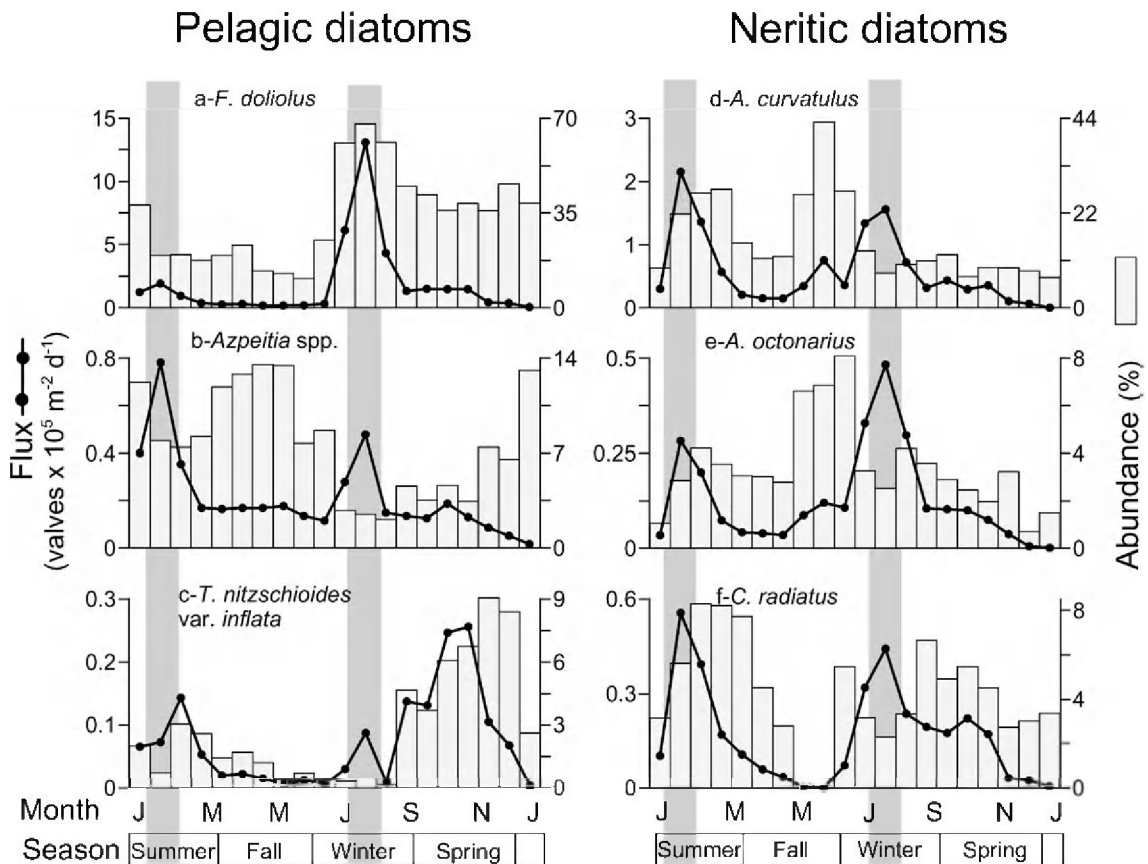 Pelagic diatoms
Neritic diatoms
a-F. doliolus
15
10
5
0
70
35
0
d-A. curvatulus
3
2
1
0
44
22
0
b-Azpeitia spp.
0.8
0.4
0
14
7
0
e-A. octonarius
0.5
0.25
0
8
4
0
c-T. nitzschioides
var. inflata
0.3
0.2
0.1
0
9
6
3
0
f-C. radiatus
0.6
0.3
0
8
4
0
Flux
(valves x 10⁵ m⁻² d⁻¹)
Abundance (%)
Month J M M J S N J J M M J S N J
Season Summer Fall Winter Spring Summer Fall Winter Spring